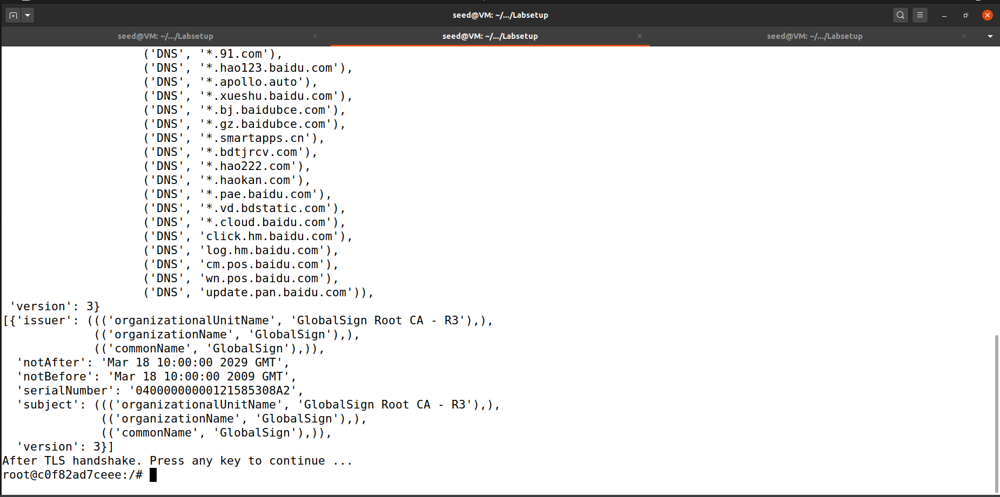 seed@VM: ~/.../Labsetup
seed@VM: ~/.../Labsetup
seed@VM: ~/.../Labsetup
seed@VM: ~/.../Labsetup
('DNS', '*.91.com'),
('DNS', '*.hao123.baidu.com'),
('DNS', '*.apollo.auto'),
('DNS', '*.xueshu.baidu.com'),
('DNS', '*.bj.baidubce.com'),
('DNS', '*.gz.baidubce.com'),
('DNS', '*.smartapps.cn'),
('DNS', '*.bdtjrcv.com'),
('DNS', '*.hao222.com'),
('DNS', '*.haokan.com'),
('DNS', '*.pae.baidu.com'),
('DNS', '*.vd.bdstatic.com'),
('DNS', '*.cloud.baidu.com'),
('DNS', 'click.hm.baidu.com'),
('DNS', 'log.hm.baidu.com'),
('DNS', 'cm.pos.baidu.com'),
('DNS', 'wn.pos.baidu.com'),
('DNS', 'update.pan.baidu.com')),
'version': 3}
[{'issuer': ((('organizationalUnitName', 'GlobalSign Root CA - R3'),),
(('organizationName', 'GlobalSign'),),
(('commonName', 'GlobalSign'),)),
'notAfter': 'Mar 18 10:00:00 2029 GMT',
'notBefore': 'Mar 18 10:00:00 2009 GMT',
'serialNumber': '04000000000121585308A2',
'subject': ((('organizationalUnitName', 'GlobalSign Root CA - R3'),),
(('organizationName', 'GlobalSign'),),
(('commonName', 'GlobalSign'),)),
'version': 3}]
After TLS handshake. Press any key to continue ...
root@c0f82ad7ceee:/#